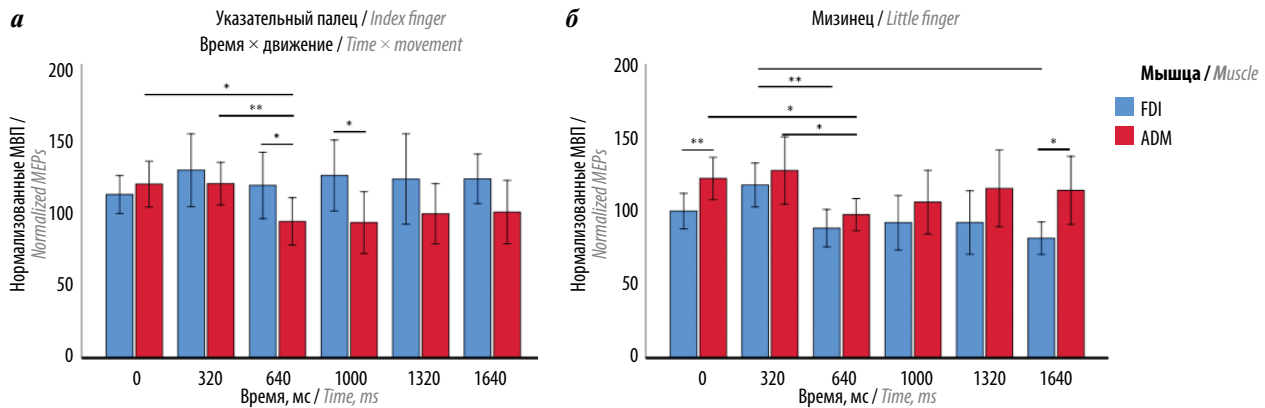 а
Указательный палец / Index finger
Время × движение / Time × movement
Нормализованные МВП /
Normalized MEPs
200
150
100
50
0
*
**
*
*
0 320 640 1000 1320 1640
Время, мс / Time, ms
б
Мизинец / Little finger
Нормализованные МВП /
Normalized MEPs
200
150
100
50
0
**
*
*
**
*
0 320 640 1000 1320 1640
Время, мс / Time, ms
Мышца / Muscle
FDI
ADM